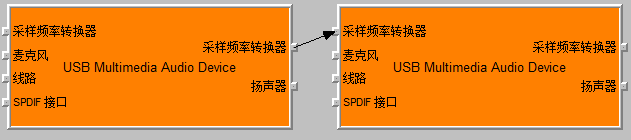 采样频率转换器
采样频率转换器
麦克风
USB Multimedia Audio Device
线路
扬声器
SPDIF 接口
采样频率转换器
采样频率转换器
麦克风
USB Multimedia Audio Device
线路
扬声器
SPDIF 接口